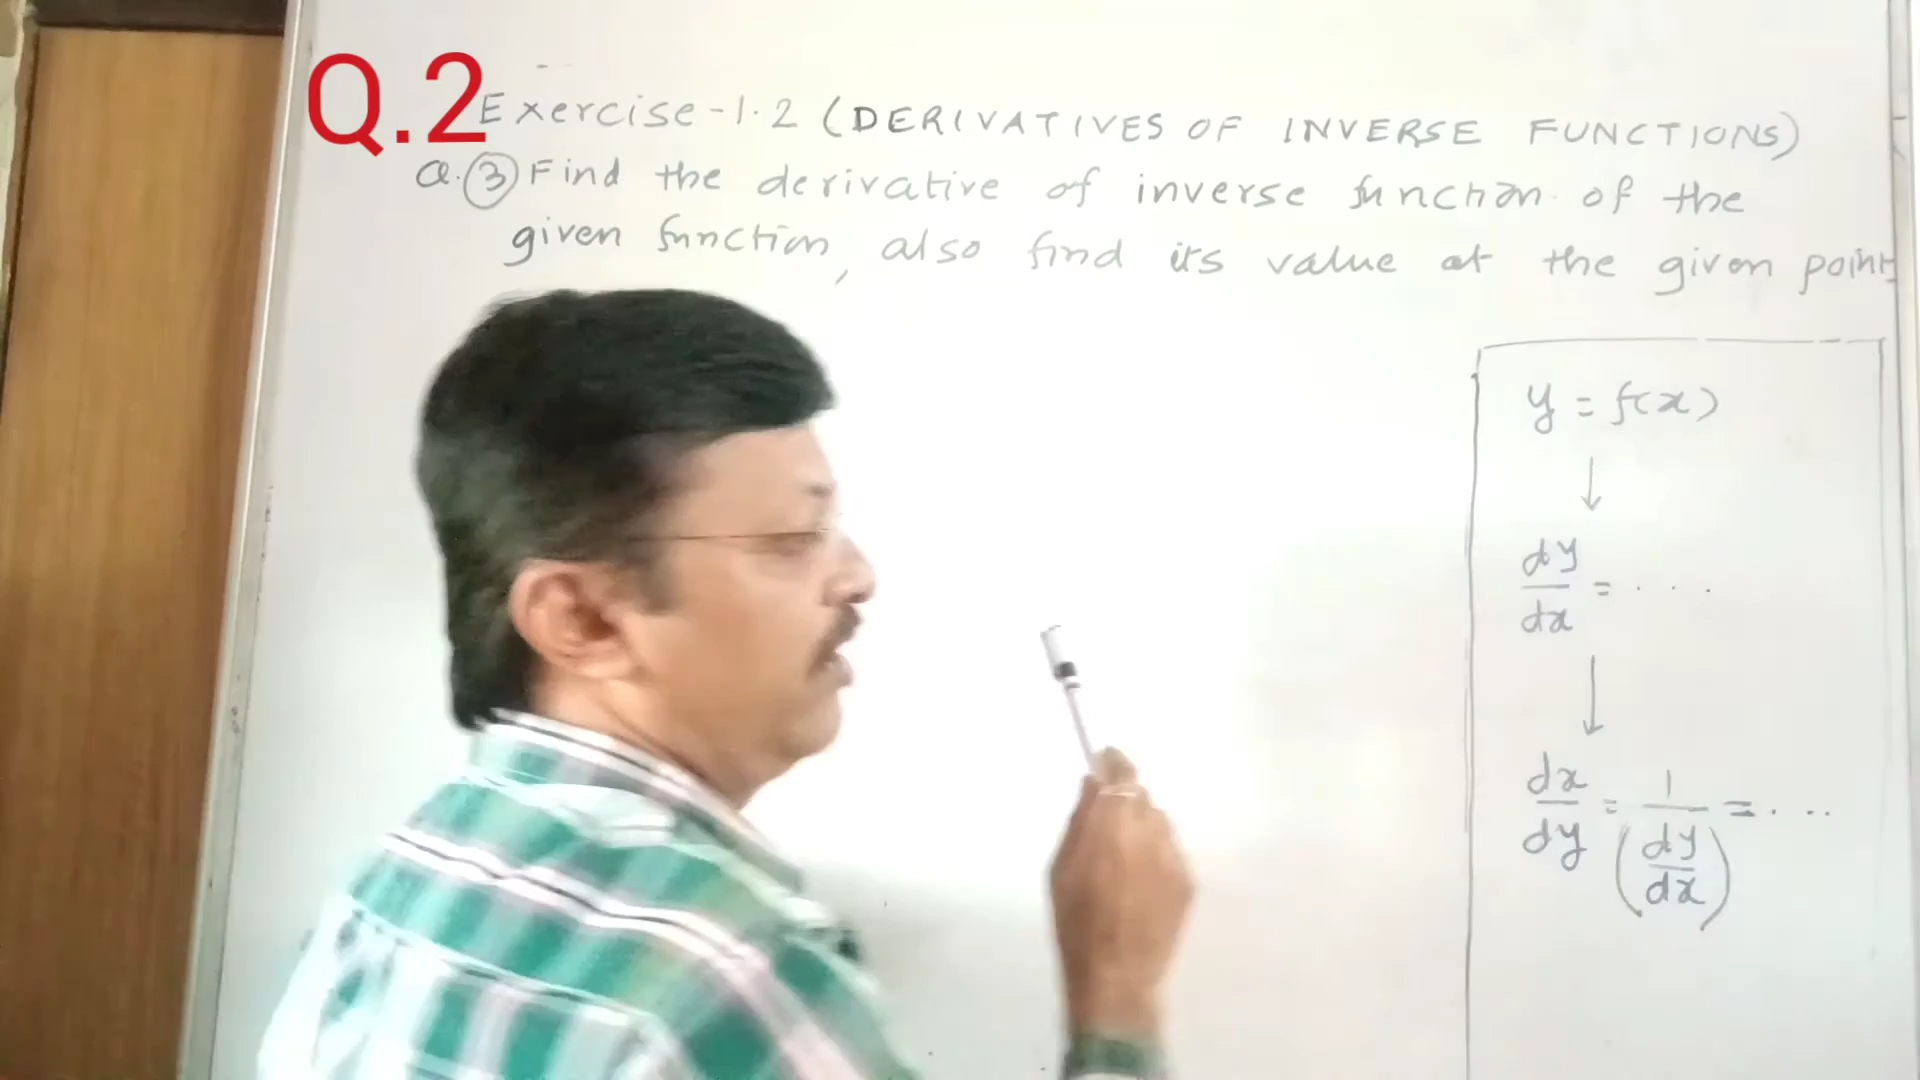 Q.2
Exercise-1.2 (DERIVATIVES OF INVERSE FUNCTIONS)
Q.③ Find the derivative of inverse function of the
given function, also find its value at the given point
y = f(x)
↓
dy/dx = ....
↓
dx/dy = 1/(dy/dx) = ....